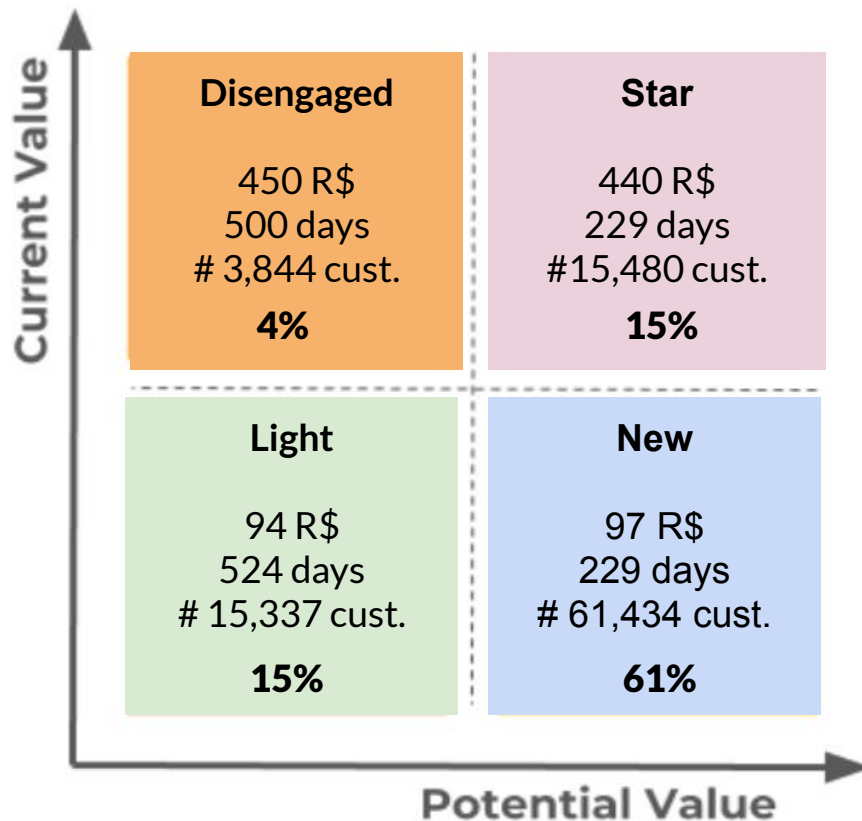 Current Value
Disengaged
450 R$
500 days
# 3,844 cust.
4%
Star
440 R$
229 days
#15,480 cust.
15%
Light
94 R$
524 days
# 15,337 cust.
15%
New
97 R$
229 days
# 61,434 cust.
61%
Potential Value